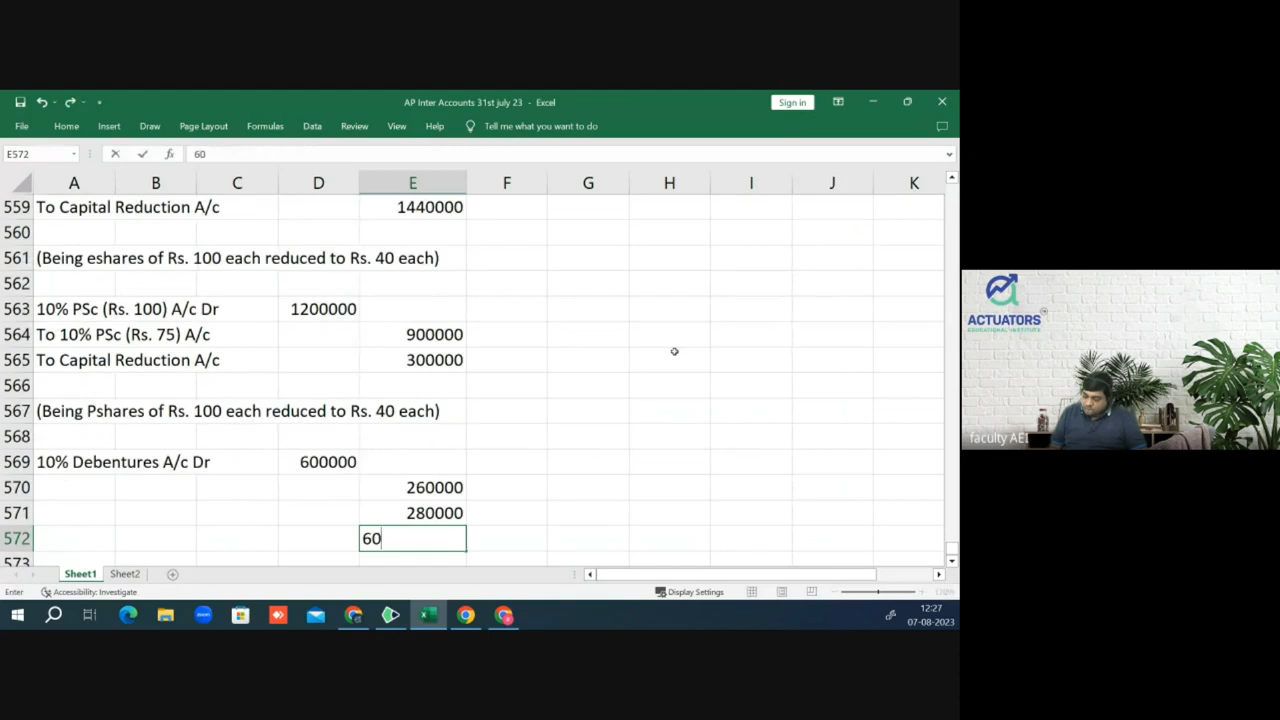 AP Inter Accounts 31st july 23 - Excel
Sign in
File Home Insert Draw Page Layout Formulas Data Review View Help Tell me what you want to do
E572 fx 60
A B C D E F G H I J K
559 To Capital Reduction A/c 1440000
560
561 (Being eshares of Rs. 100 each reduced to Rs. 40 each)
562
563 10% PSc (Rs. 100) A/c Dr 1200000
564 To 10% PSc (Rs. 75) A/c 900000
565 To Capital Reduction A/c 300000
566
567 (Being Pshares of Rs. 100 each reduced to Rs. 40 each)
568
569 10% Debentures A/c Dr 600000
570 260000
571 280000
572 60
573
Sheet1 Sheet2
Enter Accessibility: Investigate Display Settings 170%
zoom
12:27
07-08-2023
ACTUATORS
EDUCATIONAL INSTITUTE
faculty AEI